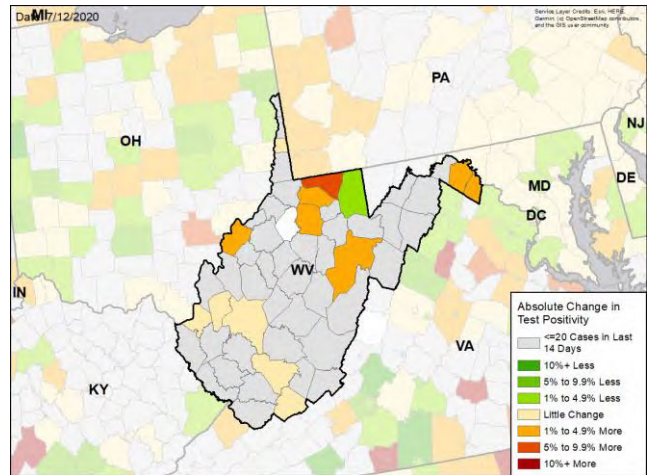 Date: 7/12/2020
Service Layer Credits: Esri, HERE,
Garmin, (c) OpenStreetMap contributors,
and the GIS user community
MI
PA
OH
NJ
MD
DE
DC
WV
IN
VA
KY
Absolute Change in
Test Positivity
<=20 Cases in Last
14 Days
10%+ Less
5% to 9.9% Less
1% to 4.9% Less
Little Change
1% to 4.9% More
5% to 9.9% More
10%+ More